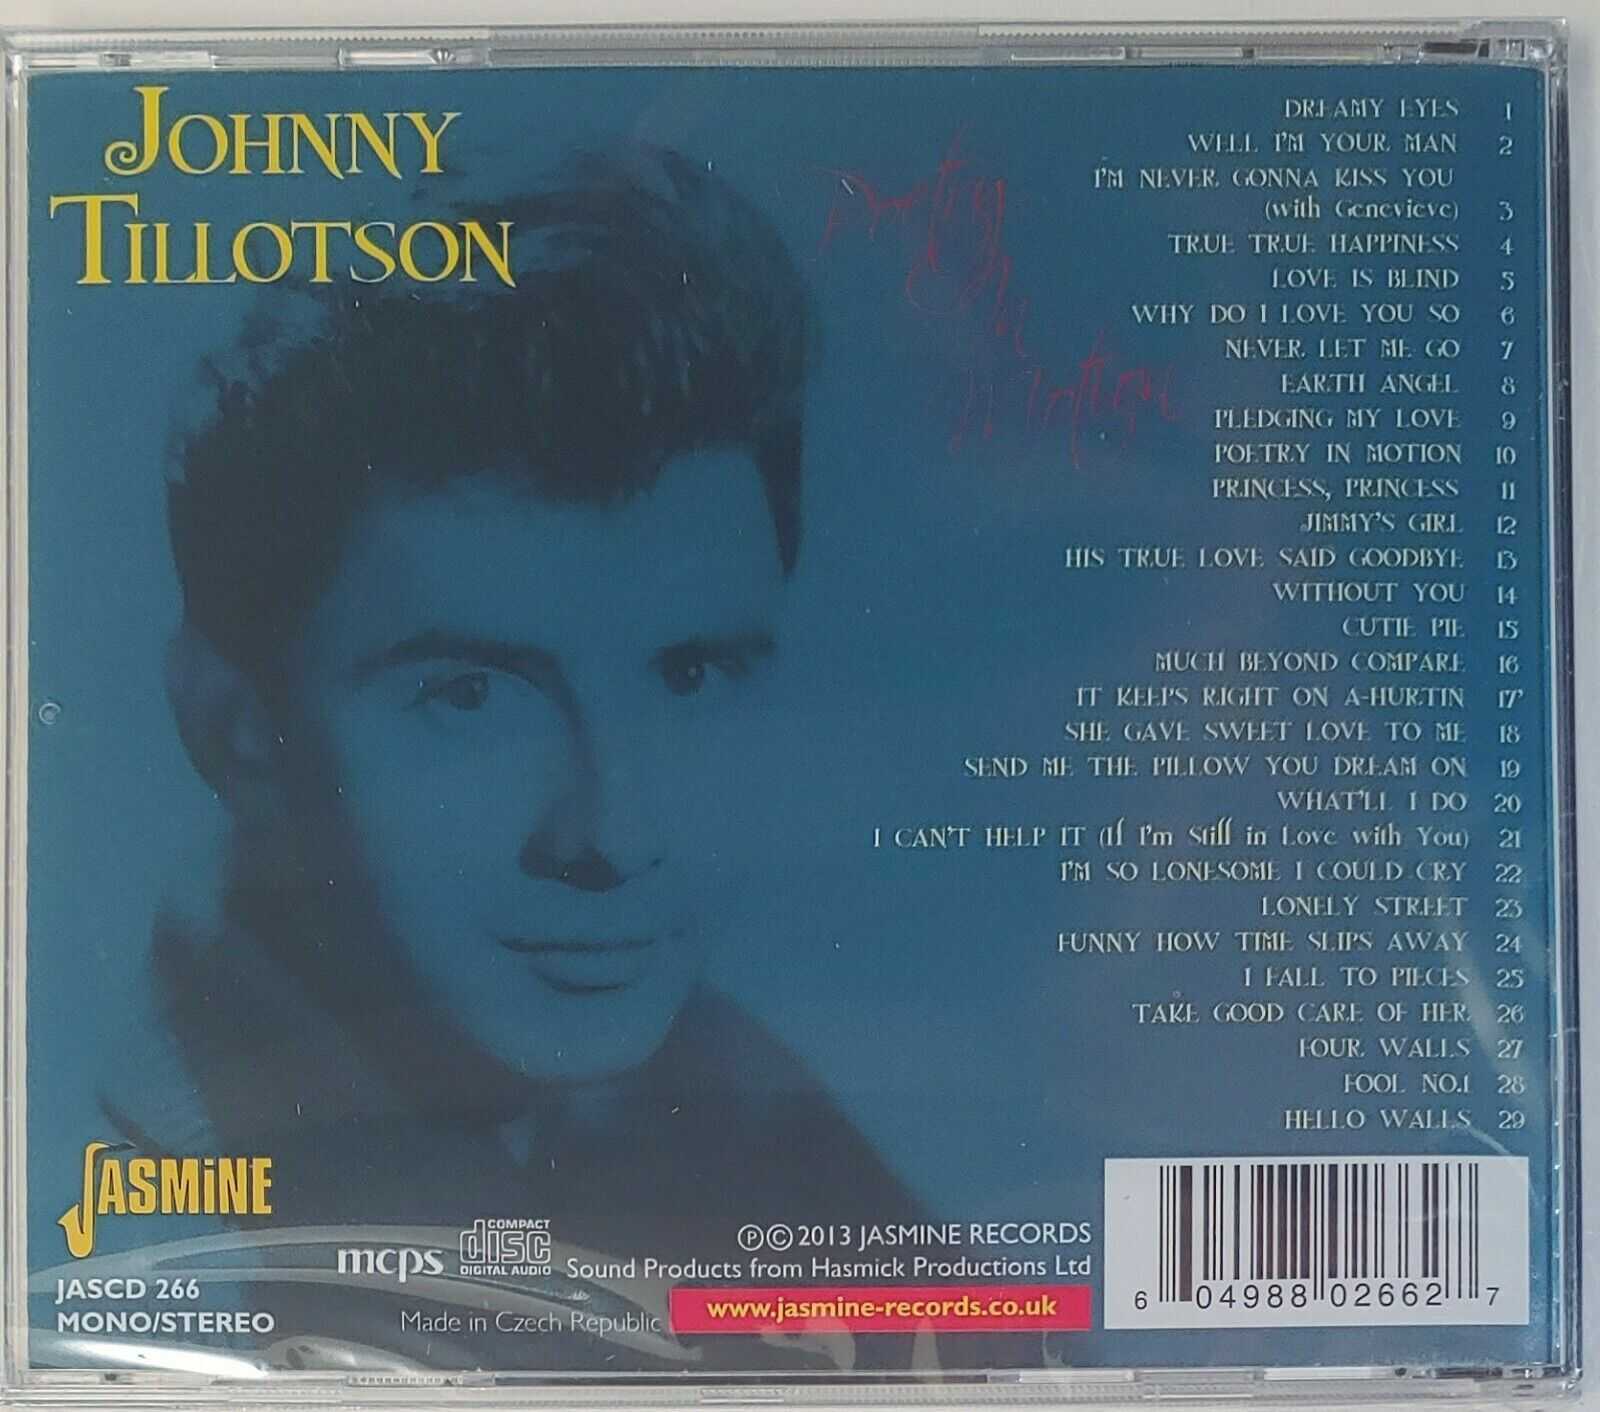 JOHNNY
TILLOTSON
Poetry
In
Motion
DREAMY EYES 1
WELL I'M YOUR MAN 2
I'M NEVER GONNA KISS YOU
(with Genevieve) 3
TRUE TRUE HAPPINESS 4
LOVE IS BLIND 5
WHY DO I LOVE YOU SO 6
NEVER LET ME GO 7
EARTH ANGEL 8
PLEDGING MY LOVE 9
POETRY IN MOTION 10
PRINCESS, PRINCESS 11
JIMMY'S GIRL 12
HIS TRUE LOVE SAID GOODBYE 13
WITHOUT YOU 14
CUTIE PIE 15
MUCH BEYOND COMPARE 16
IT KEEPS RIGHT ON A-HURTIN 17
SHE GAVE SWEET LOVE TO ME 18
SEND ME THE PILLOW YOU DREAM ON 19
WHAT'LL I DO 20
I CAN'T HELP IT (If I'm Still in Love with You) 21
I'M SO LONESOME I COULD CRY 22
LONELY STREET 23
FUNNY HOW TIME SLIPS AWAY 24
I FALL TO PIECES 25
TAKE GOOD CARE OF HER 26
FOUR WALLS 27
FOOL NO.1 28
HELLO WALLS 29
JASMiNE
JASCD 266
MONO/STEREO
mcps
COMPACT
disc
DIGITAL AUDIO
Ⓟ©2013 JASMINE RECORDS
Sound Products from Hasmick Productions Ltd
Made in Czech Republic
www.jasmine-records.co.uk
6 04988 02662 7